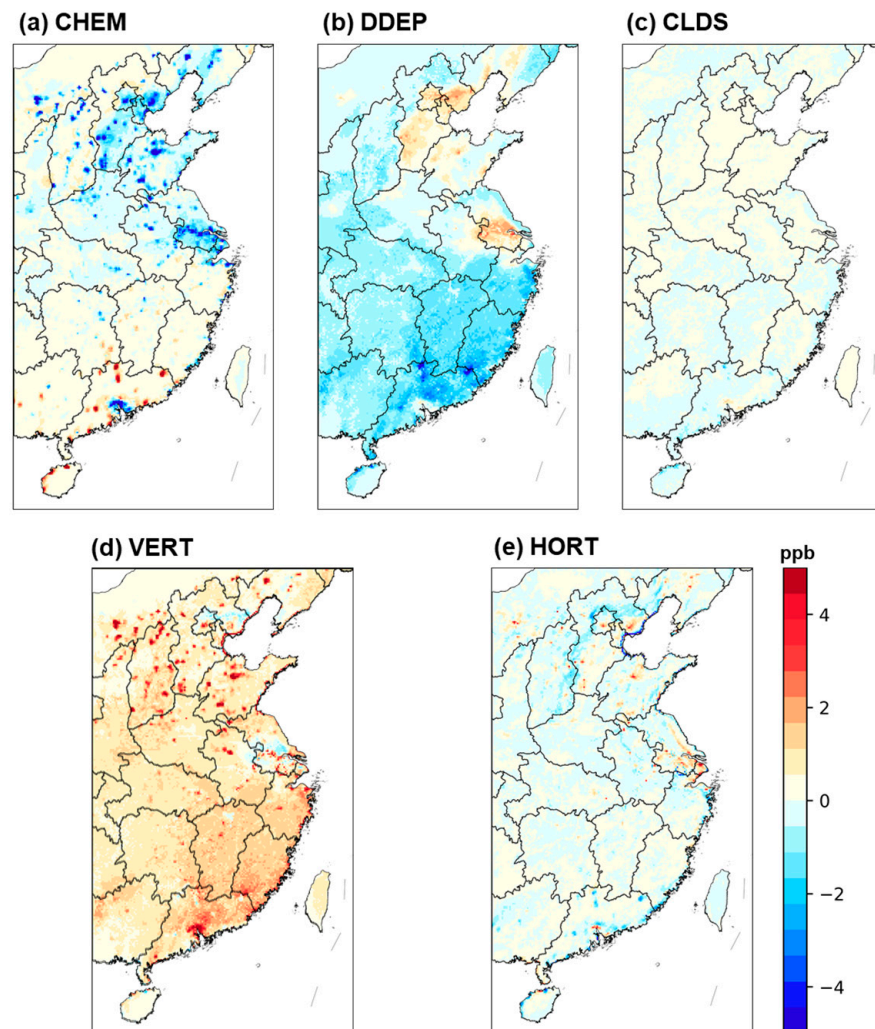 (a) CHEM
(b) DDEP
(c) CLDS
(d) VERT
(e) HORT
ppb
4
2
0
−2
−4